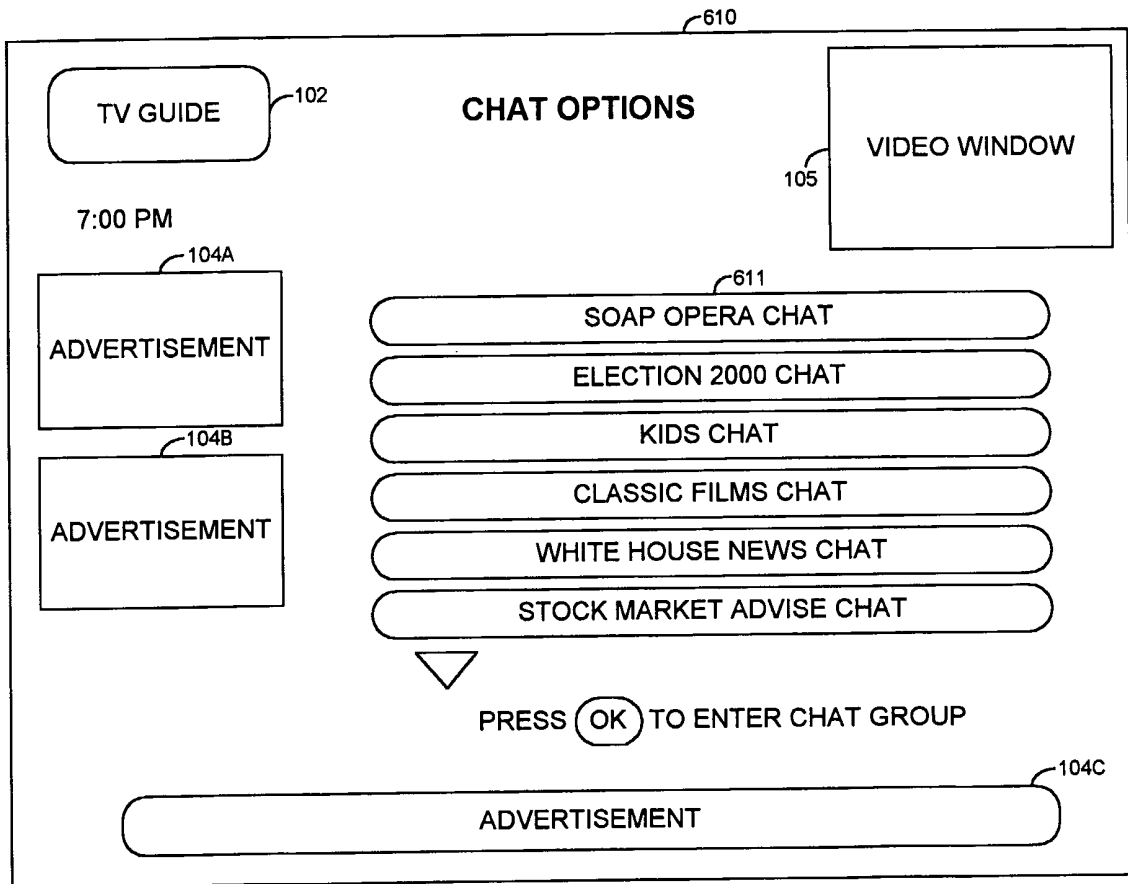 610
TV GUIDE
102
CHAT OPTIONS
VIDEO WINDOW
105
7:00 PM
104A
ADVERTISEMENT
104B
ADVERTISEMENT
611
SOAP OPERA CHAT
ELECTION 2000 CHAT
KIDS CHAT
CLASSIC FILMS CHAT
WHITE HOUSE NEWS CHAT
STOCK MARKET ADVISE CHAT
PRESS OK TO ENTER CHAT GROUP
104C
ADVERTISEMENT